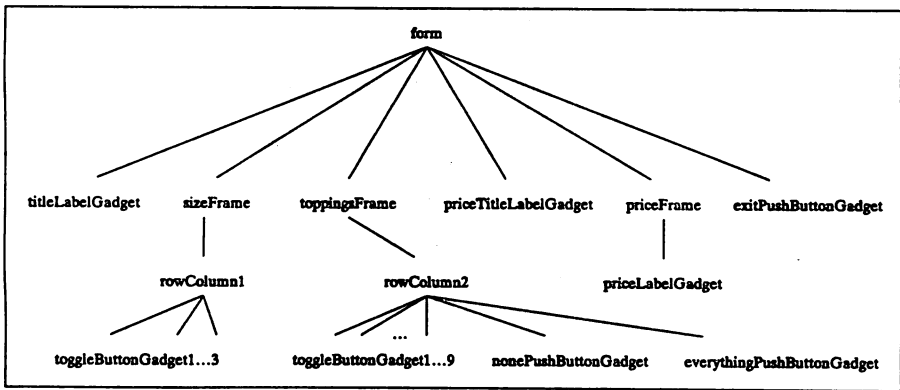 form
titleLabelGadget sizeFrame toppingsFrame priceTitleLabelGadget priceFrame exitPushButtonGadget
rowColumn1 rowColumn2 priceLabelGadget
...
toggleButtonGadget1...3 toggleButtonGadget1...9 nonePushButtonGadget everythingPushButtonGadget